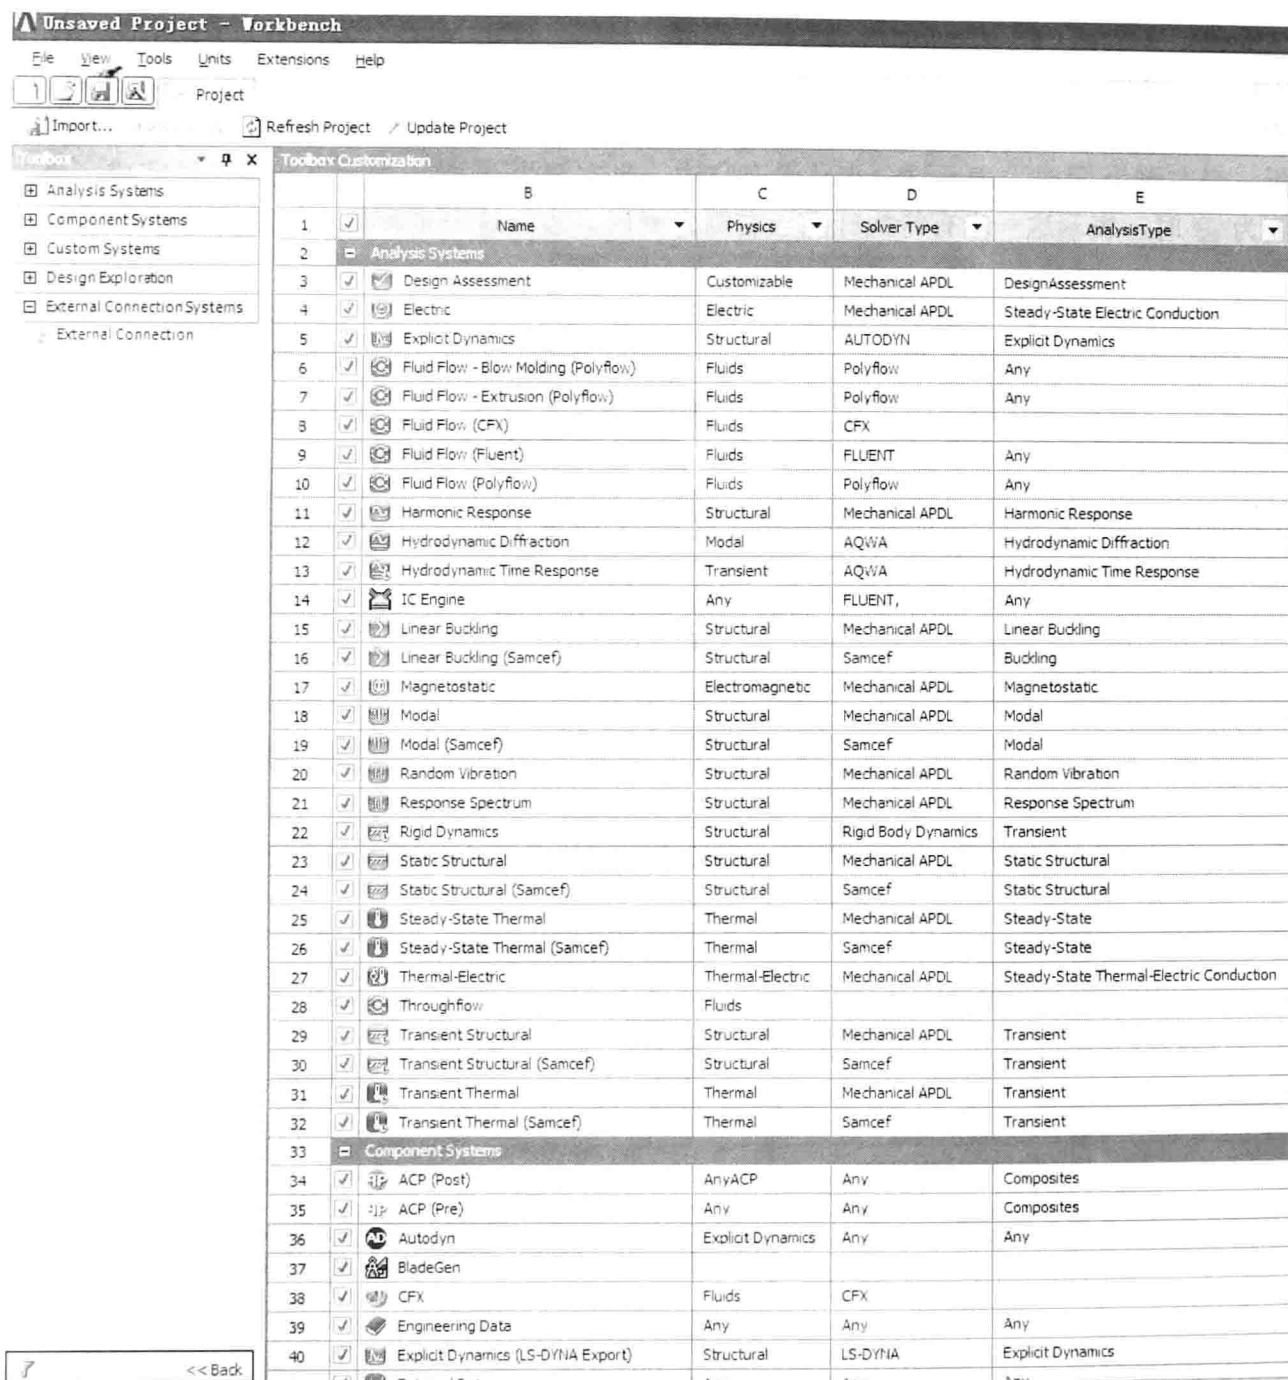 Unsaved Project - Workbench
File View Tools Units Extensions Help
Project
Import...
Refresh Project Update Project
Toolbox X Toolbox Customization
Analysis Systems
Component Systems
Custom Systems
Design Exploration
External Connection Systems
External Connection
B C D E
1 Name Physics Solver Type AnalysisType
2 Analysis Systems
3 Design Assessment Customizable Mechanical APDL DesignAssessment
4 Electric Electric Mechanical APDL Steady-State Electric Conduction
5 Explicit Dynamics Structural AUTODYN Explicit Dynamics
6 Fluid Flow - Blow Molding (Polyflow) Fluids Polyflow Any
7 Fluid Flow - Extrusion (Polyflow) Fluids Polyflow Any
8 Fluid Flow (CFX) Fluids CFX
9 Fluid Flow (Fluent) Fluids FLUENT Any
10 Fluid Flow (Polyflow) Fluids Polyflow Any
11 Harmonic Response Structural Mechanical APDL Harmonic Response
12 Hydrodynamic Diffraction Modal AQWA Hydrodynamic Diffraction
13 Hydrodynamic Time Response Transient AQWA Hydrodynamic Time Response
14 IC Engine Any FLUENT, Any
15 Linear Buckling Structural Mechanical APDL Linear Buckling
16 Linear Buckling (Samcef) Structural Samcef Buckling
17 Magnetostatic Electromagnetic Mechanical APDL Magnetostatic
18 Modal Structural Mechanical APDL Modal
19 Modal (Samcef) Structural Samcef Modal
20 Random Vibration Structural Mechanical APDL Random Vibration
21 Response Spectrum Structural Mechanical APDL Response Spectrum
22 Rigid Dynamics Structural Rigid Body Dynamics Transient
23 Static Structural Structural Mechanical APDL Static Structural
24 Static Structural (Samcef) Structural Samcef Static Structural
25 Steady-State Thermal Thermal Mechanical APDL Steady-State
26 Steady-State Thermal (Samcef) Thermal Samcef Steady-State
27 Thermal-Electric Thermal-Electric Mechanical APDL Steady-State Thermal-Electric Conduction
28 Throughflow Fluids
29 Transient Structural Structural Mechanical APDL Transient
30 Transient Structural (Samcef) Structural Samcef Transient
31 Transient Thermal Thermal Mechanical APDL Transient
32 Transient Thermal (Samcef) Thermal Samcef Transient
33 Component Systems
34 ACP (Post) AnyACP Any Composites
35 ACP (Pre) Any Any Composites
36 AD Autodyn Explicit Dynamics Any Any
37 BladeGen
38 CFX Fluids CFX
39 Engineering Data Any Any Any
40 Explicit Dynamics (LS-DYNA Export) Structural LS-DYNA Explicit Dynamics
<< Back